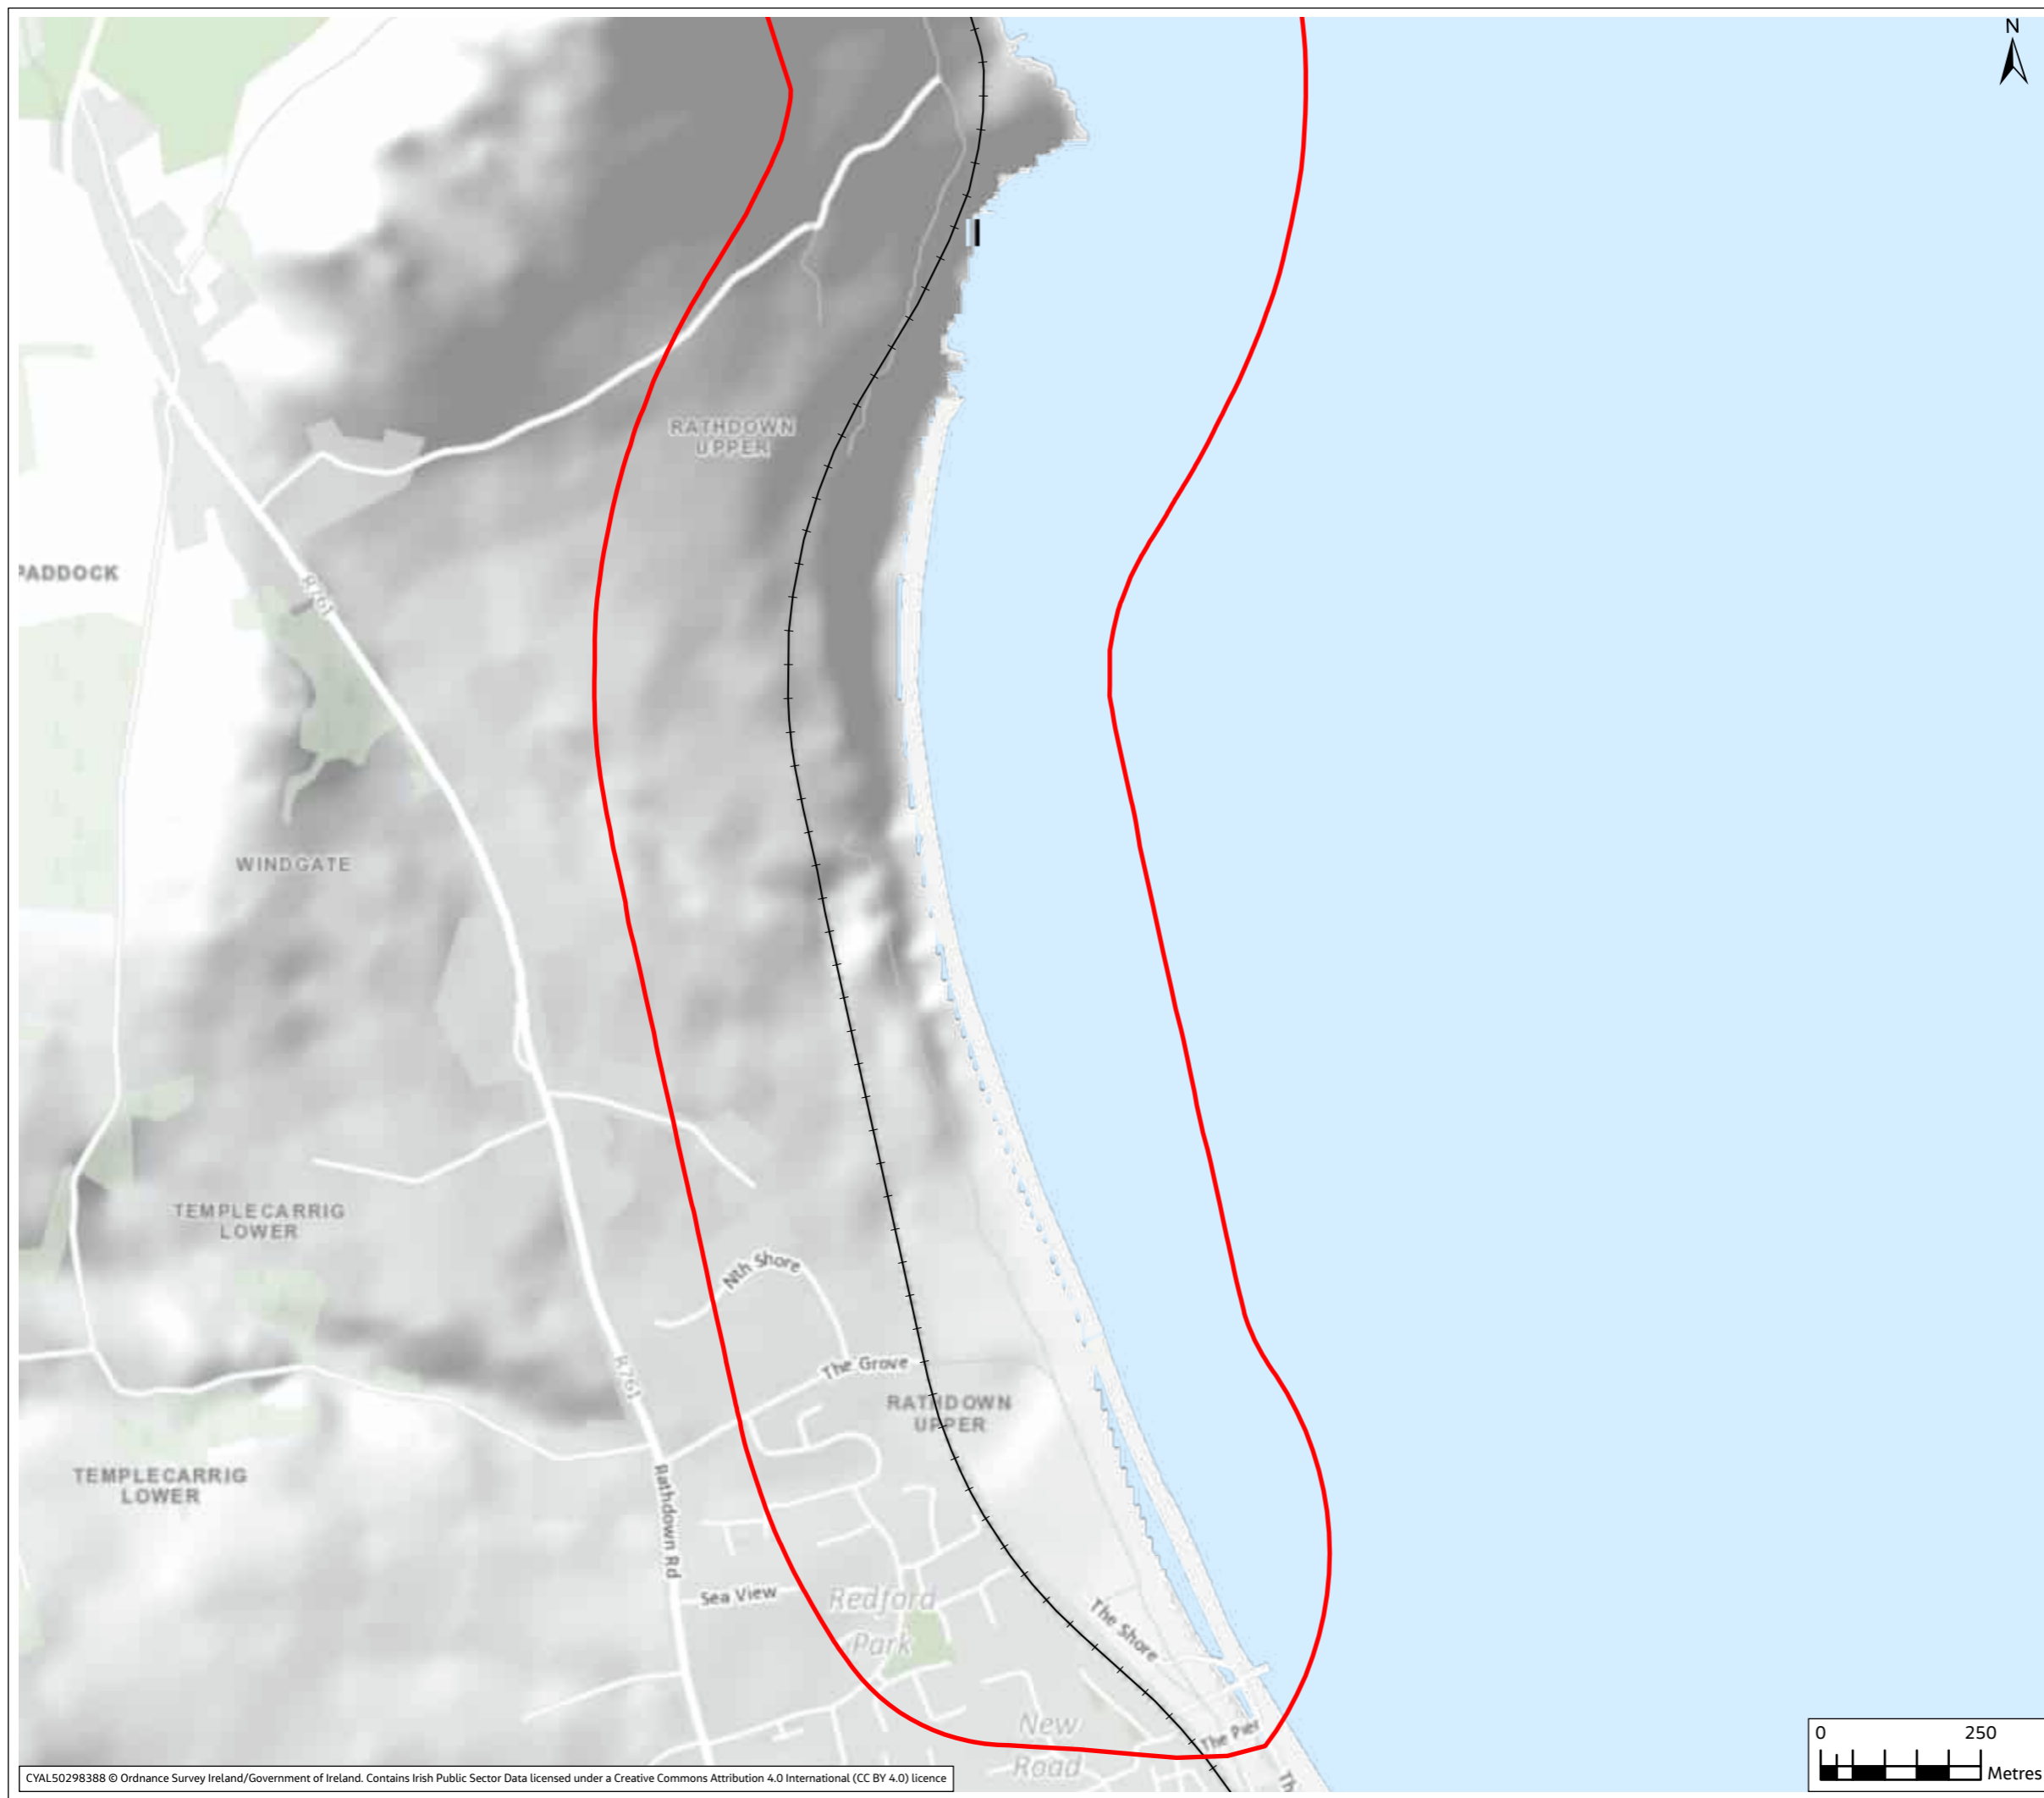 N
RATHDOWN
UPPER
PADDOCK
R761
WINDGATE
TEMPLECARRIG
LOWER
Nth Shore
The Grove
R761
RATHDOWN
UPPER
TEMPLECARRIG
LOWER
Rathdown Rd
Sea View
Redford
Park
The Shore
New
Road
The Pier
Th
0 250
Metres
CYAL50298388 © Ordnance Survey Ireland/Government of Ireland. Contains Irish Public Sector Data licensed under a Creative Commons Attribution 4.0 International (CC BY 4.0) licence